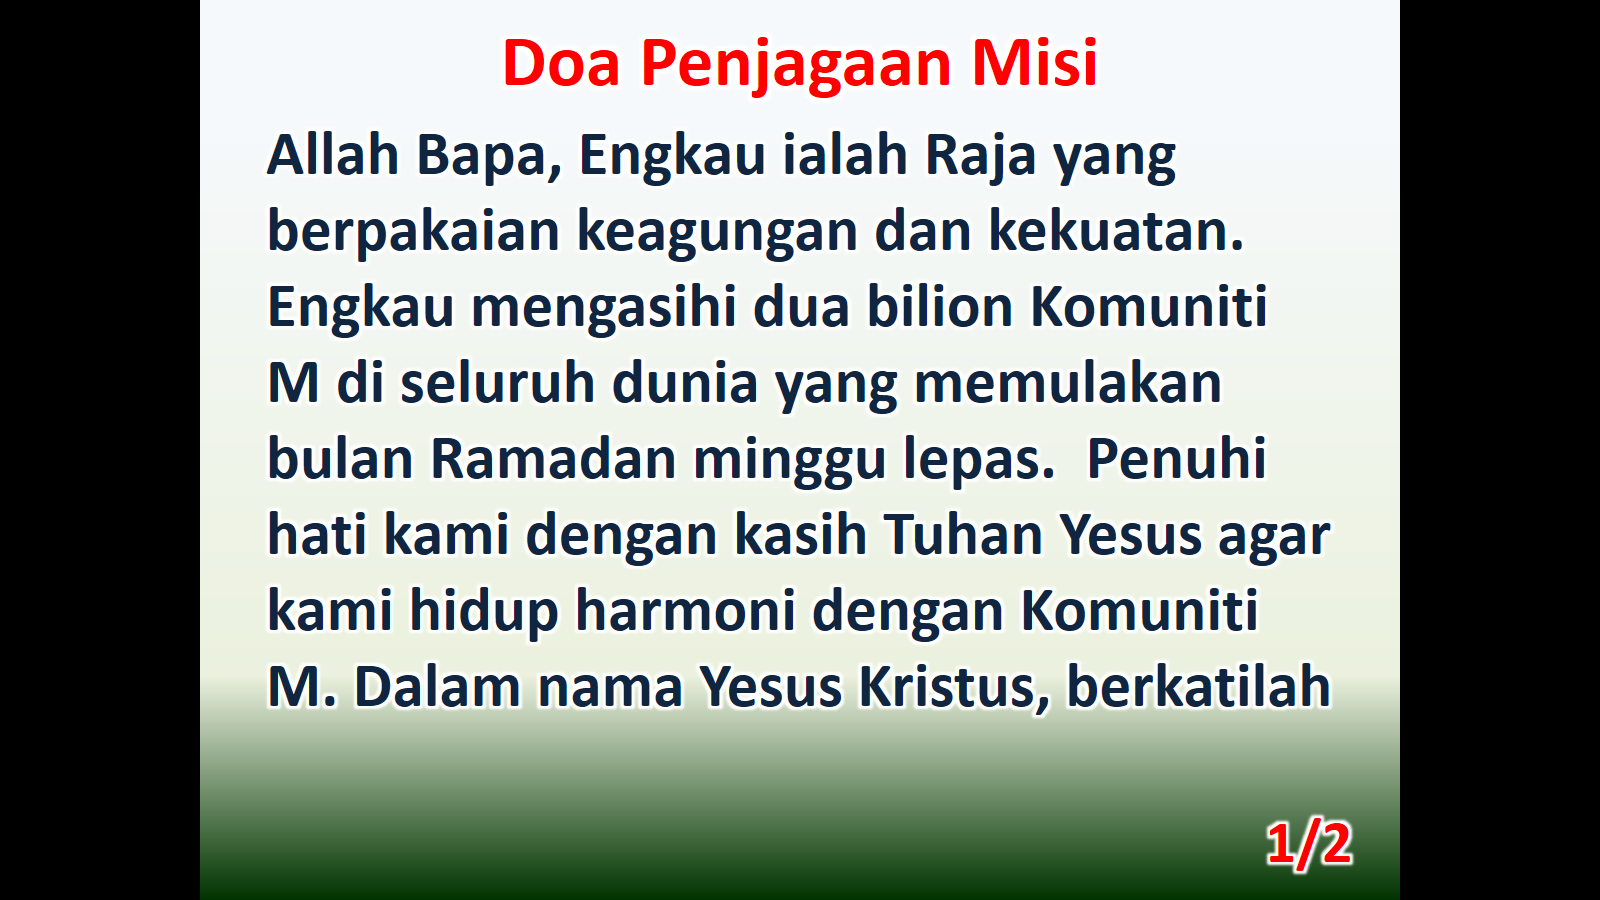 Doa Penjagaan Misi
Allah Bapa, Engkau ialah Raja yang
berpakaian keagungan dan kekuatan.
Engkau mengasihi dua bilion Komuniti
M di seluruh dunia yang memulakan
bulan Ramadan minggu lepas.  Penuhi
hati kami dengan kasih Tuhan Yesus agar
kami hidup harmoni dengan Komuniti
M. Dalam nama Yesus Kristus, berkatilah
1/2